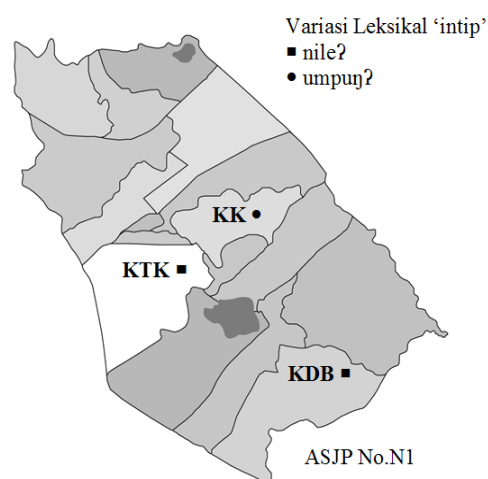 Variasi Leksikal ‘intip’
■ nileʔ
● umpuŋʔ
KK ●
KTK ■
KDB ■
ASJP No.N1